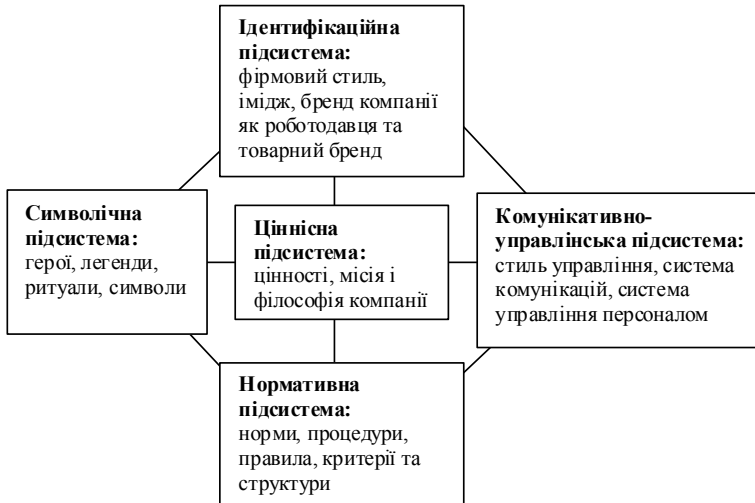 Ідентифікаційна
підсистема:
фірмовий стиль,
імідж, бренд компанії
як роботодавця та
товарний бренд
Символічна
підсистема:
герої, легенди,
ритуали, символи
Ціннісна
підсистема:
цінності, місія і
філософія компанії
Комунікативно-
управлінська підсистема:
стиль управління, система
комунікацій, система
управління персоналом
Нормативна
підсистема:
норми, процедури,
правила, критерії та
структури